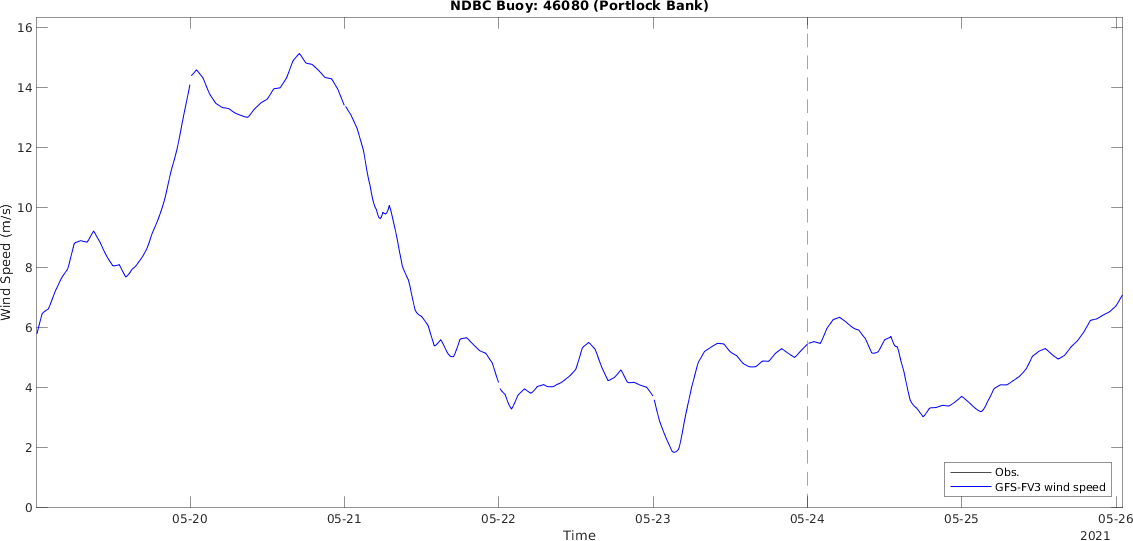 NDBC Buoy: 46080 (Portlock Bank)
16
14
12
10
8
6
4
2
0
Wind Speed (m/s)
Obs.
GFS-FV3 wind speed
05-20 05-21 05-22 05-23 05-24 05-25 05-26
Time
2021